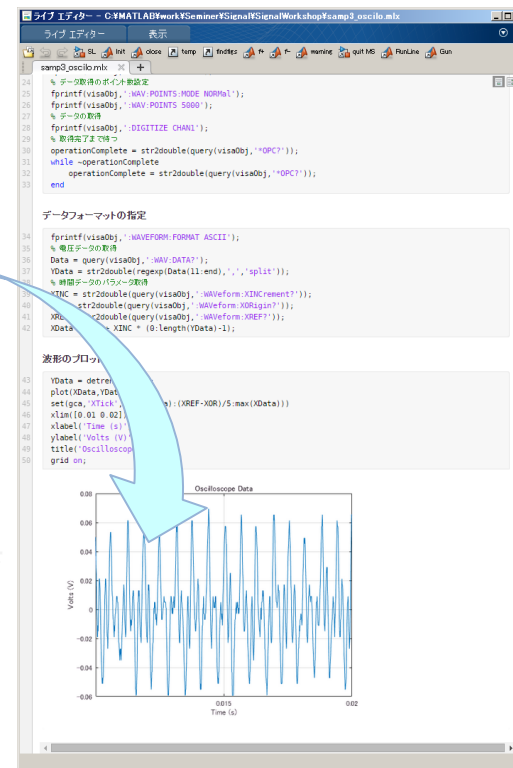 ライブ エディター - C:¥MATLAB¥work¥Seminer¥Signal¥SignalWorkshop¥samp3_oscilo.mlx
ライブ エディター 表示
SL init close temp findfigs f+ f- warning quit MS RunLine Gun
samp3_oscilo.mlx × +
24 % データ取得のポイント数設定
25 fprintf(visaObj,':WAV:POINTS:MODE NORMal');
26 fprintf(visaObj,':WAV:POINTS 5000');
27 % データの取得
28 fprintf(visaObj,':DIGITIZE CHAN1');
29 % 取得完了まで待つ
30 operationComplete = str2double(query(visaObj,'*OPC?'));
31 while ~operationComplete
32 operationComplete = str2double(query(visaObj,'*OPC?'));
33 end
データフォーマットの指定
34 fprintf(visaObj,':WAVEFORM:FORMAT ASCII');
35 % 電圧データの取得
36 Data = query(visaObj,':WAV:DATA?');
37 YData = str2double(regexp(Data(11:end),',','split'));
38 % 時間データのパラメータ取得
39 XINC = str2double(query(visaObj,':WAVeform:XINCrement?'));
40 str2double(query(visaObj,':WAVeform:XORigin?'));
41 XRE str2double(query(visaObj,':WAVeform:XREF?'));
42 XData + XINC * (0:length(YData)-1);
波形のプロット
43 YData = detre
44 plot(XData,YDat
45 set(gca,'XTick', a):(XREF-XOR)/5:max(XData)))
46 xlim([0.01 0.02])
47 xlabel('Time (s)'
48 ylabel('Volts (V)
49 title('Oscilloscop
50 grid on;
Oscilloscope Data
0.08
0.06
0.04
0.02
0
-0.06
Volts (V)
0.015 0.02
Time (s)